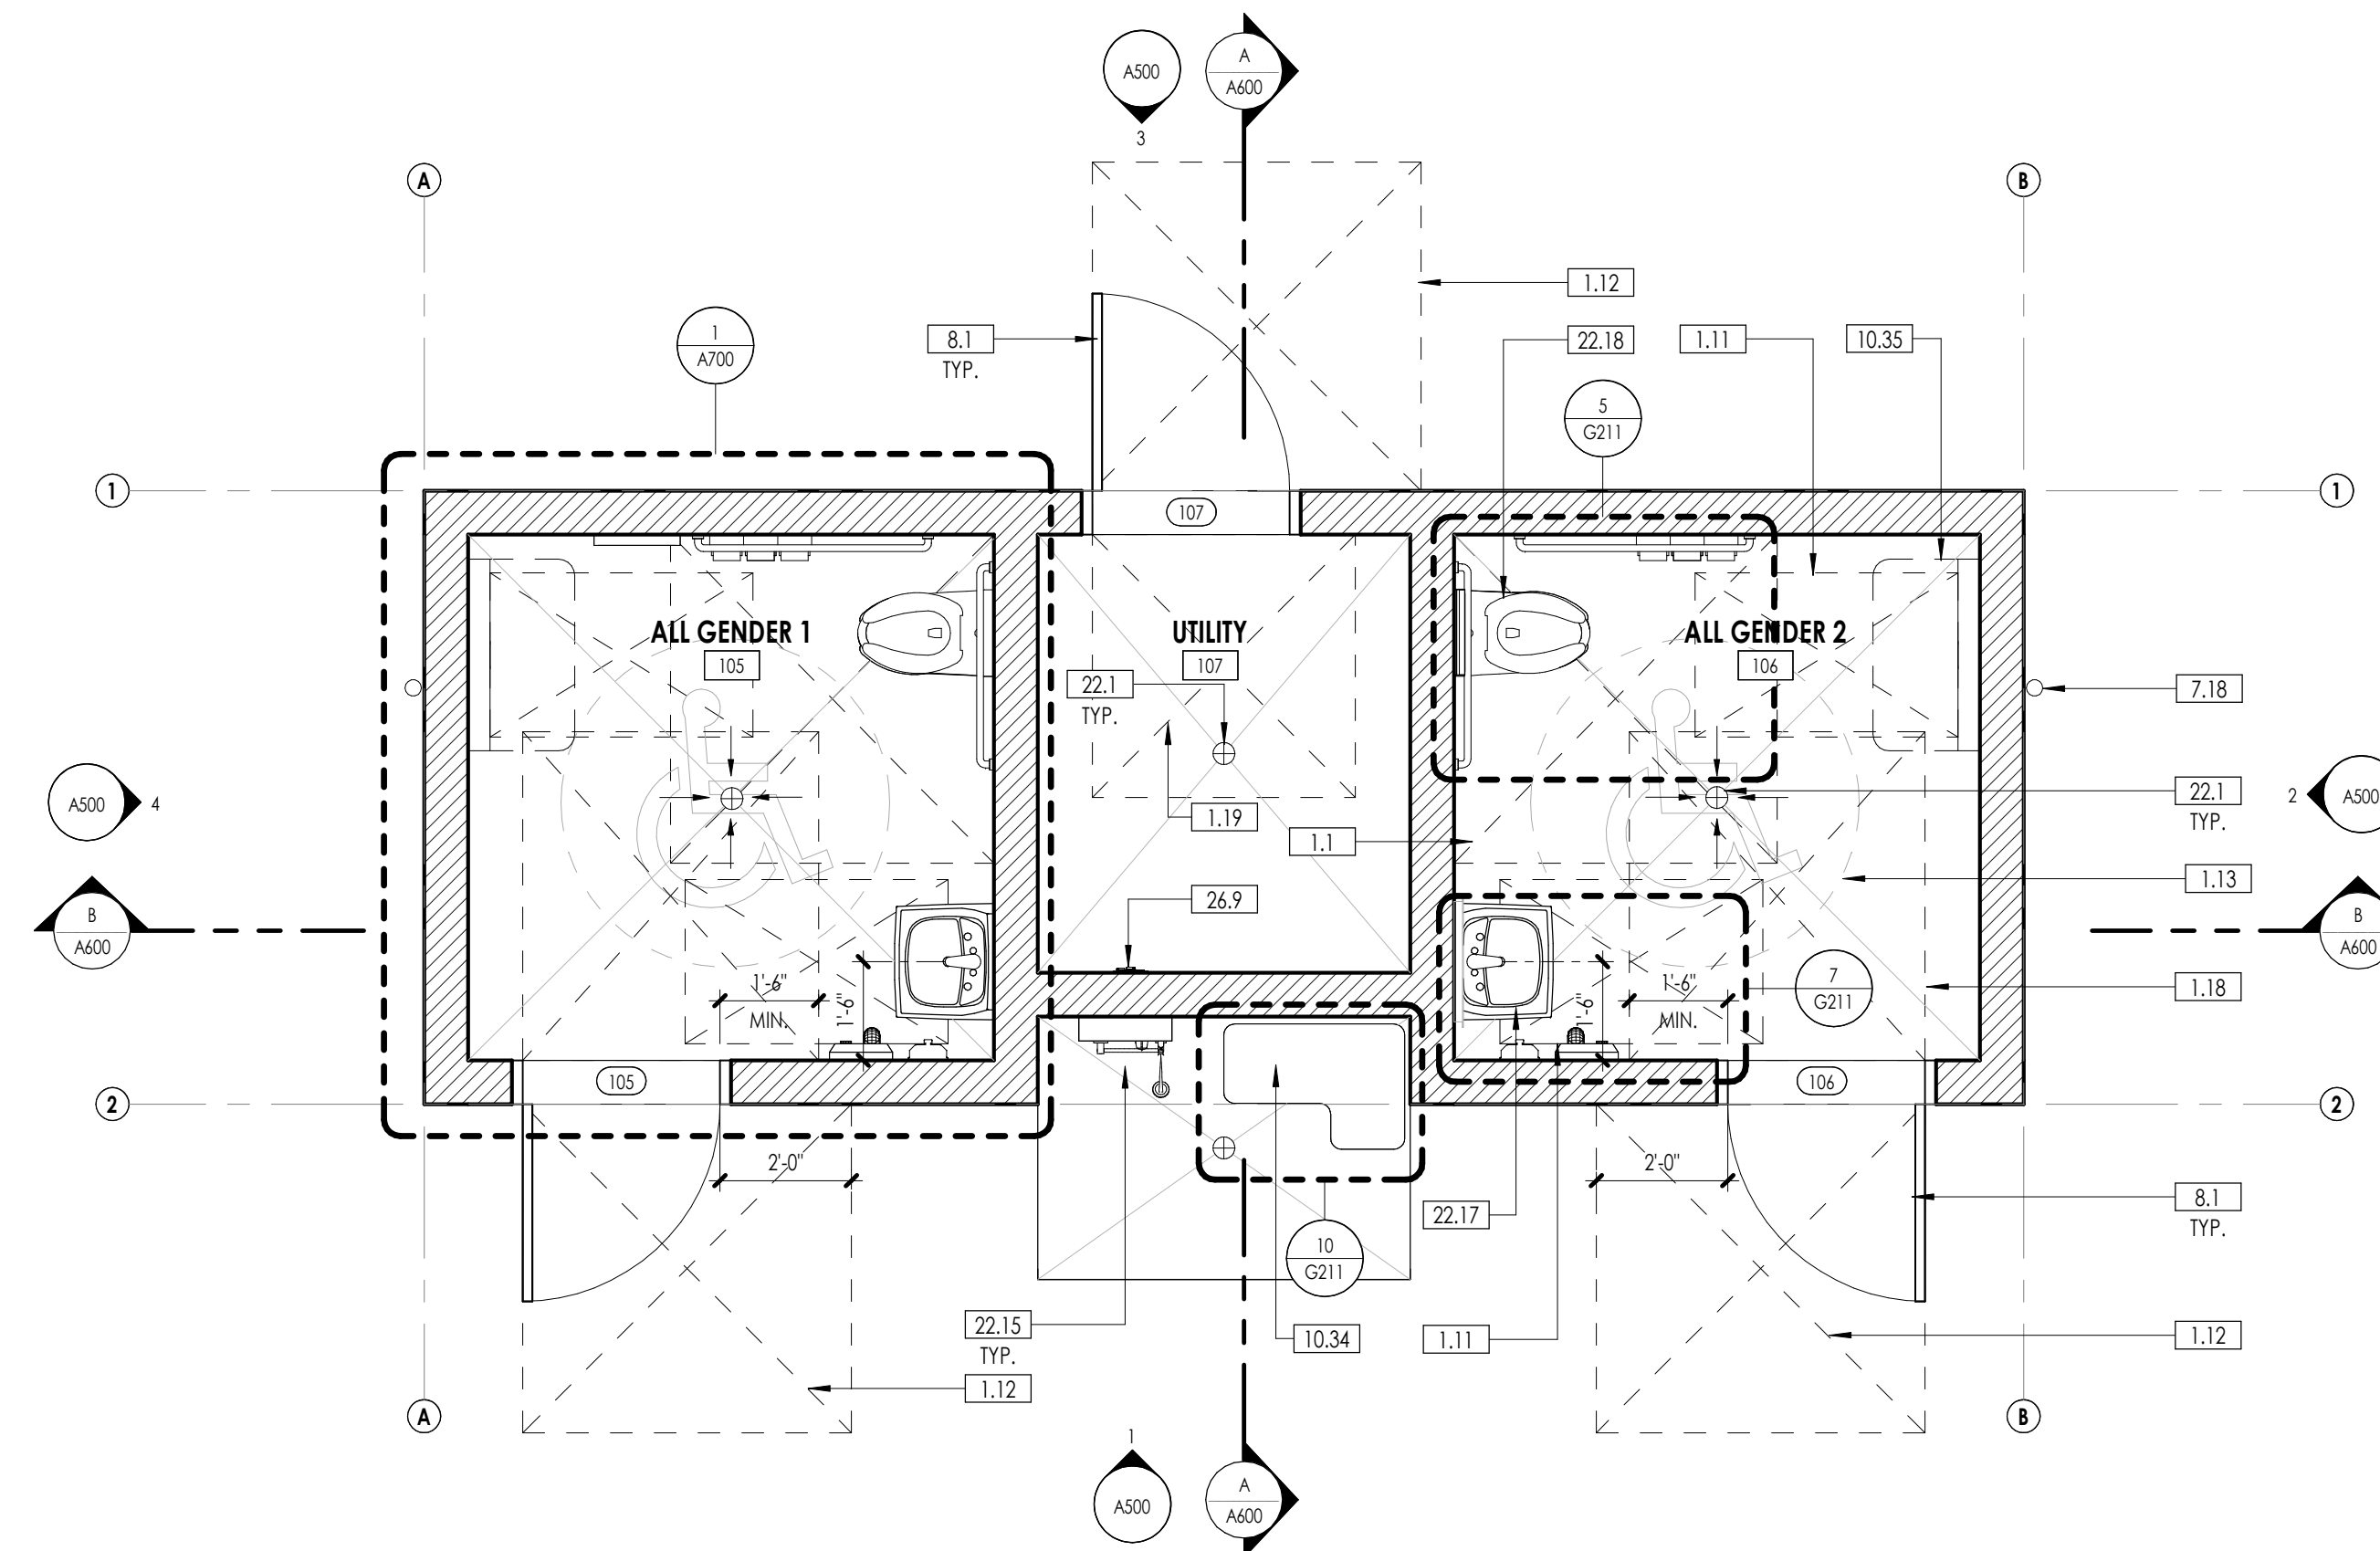 A
A500
A600
3
A
B
1.12
1
A700
8.1
TYP.
22.18
1.11
10.35
5
G211
1
107
1
ALL GENDER 1
105
UTILITY
107
ALL GENDER 2
106
22.1
TYP.
7.18
A500
4
1.19
1.1
22.1
TYP.
2
A500
1.13
B
A600
26.9
B
A600
1'-6"
MIN.
1'-6"
1'-6"
MIN.
1'-6"
7
G211
1.18
105
106
2
2
2'-0"
2'-0"
22.17
8.1
TYP.
10
G211
22.15
TYP.
10.34
1.11
1.12
1.12
A
B
1
A500
A
A600